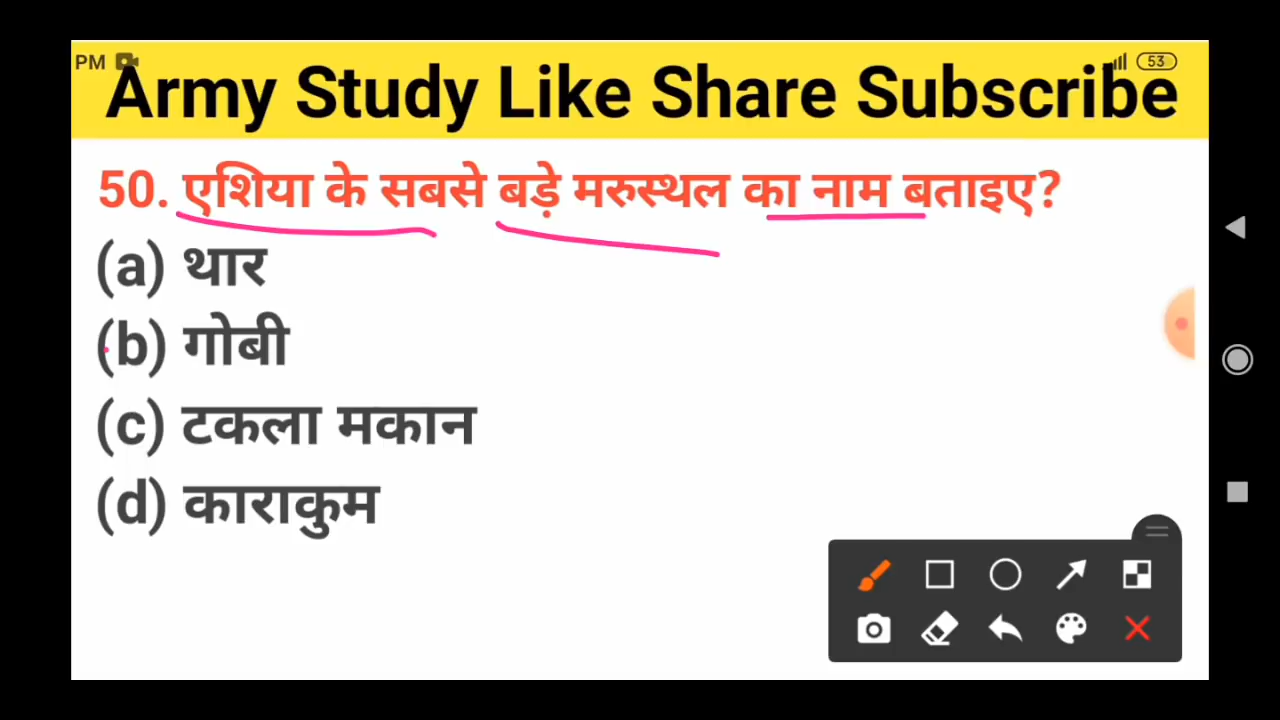 PM
53
Army Study Like Share Subscribe
50. एशिया के सबसे बड़े मरुस्थल का नाम बताइए?
(a) थार
(b) गोबी
(c) टकला मकान
(d) काराकुम